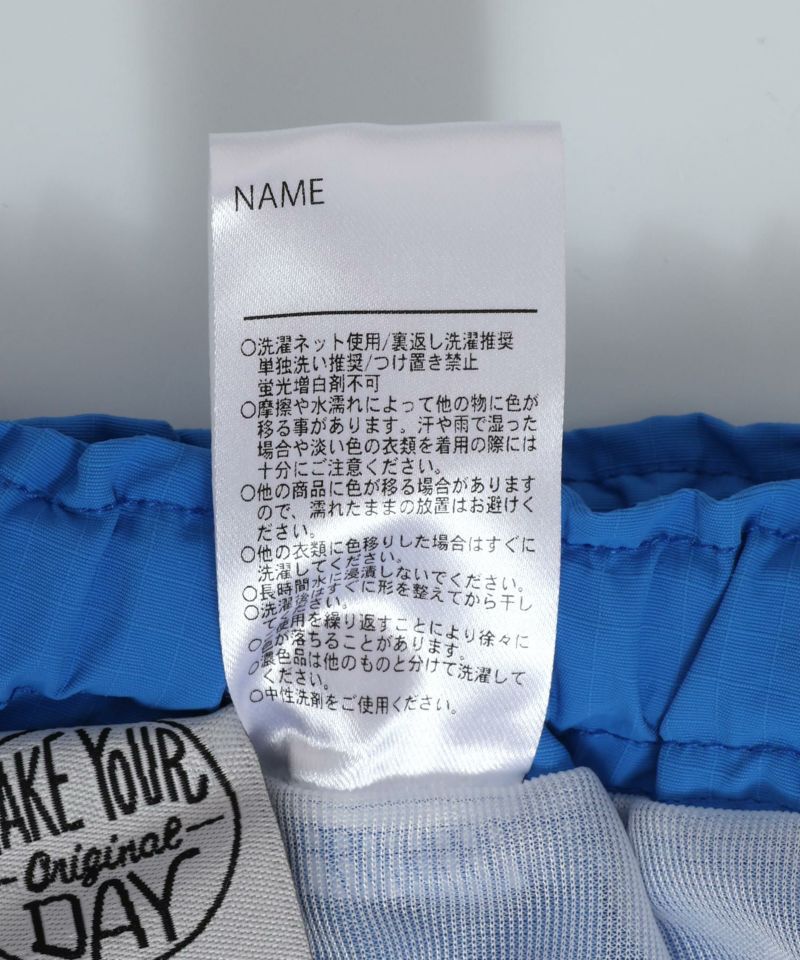 NAME
○洗濯ネット使用/裏返し洗濯推奨
単独洗い推奨/つけ置き禁止
蛍光増白剤不可
○摩擦や水濡れによって他の物に色が
移る事があります。汗や雨で湿った
場合や淡い色の衣類を着用の際には
十分にご注意ください。
○他の商品に色が移る場合があります
ので、濡れたままの放置はお避けく
ださい。
○他の衣類に色移りした場合はすぐに
洗濯してください。
○長時間水に浸漬しないでください。
○洗濯後はすぐに形を整えてから干し
てください。
○使用を繰り返すことにより徐々に
色が落ちることがあります。
○濃色品は他のものと分けて洗濯して
ください。
○中性洗剤をご使用ください。
AKE YOUR
Original
DAY